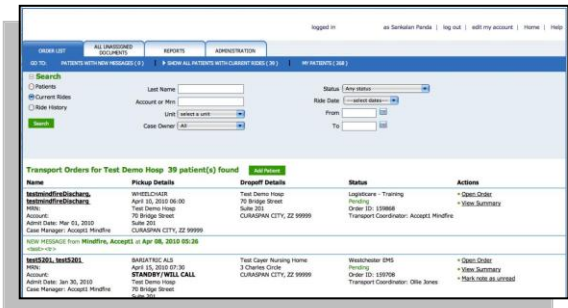 logged in as Sankalan Panda | log out | edit my account | Home | Help
ORDER LIST ALL UNASSIGNED DOCUMENTS REPORTS ADMINISTRATION
GO TO: PATIENTS WITH NEW MESSAGES ( 0 ) SHOW ALL PATIENTS WITH CURRENT RIDES ( 39 ) MY PATIENTS ( 268 )
Search
Patients
Current Rides
Ride History
Search
Last Name
Account or Mrn
Unit select a unit
Case Owner All
Status Any status
Ride Date ---select dates---
From
To
Transport Orders for Test Demo Hosp 39 patient(s) found Add Patient
Name Pickup Details Dropoff Details Status Actions
testmindfireDischarg, WHEELCHAIR Test Demo Hosp Logisticare - Training Open Order
testmindfireDischarg April 10, 2010 06:00 70 Bridge Street Pending View Summary
MRN: Test Demo Hosp Suite 201 Order ID: 159868
Account: 70 Bridge Street CURASPAN CITY, ZZ 99999 Transport Coordinator: Accept1 Mindfire
Admit Date: Mar 01, 2010 Suite 201
Case Manager: Accept1 Mindfire CURASPAN CITY, ZZ 99999
NEW MESSAGE from Mindfire, Accept1 at Apr 08, 2010 05:26
<test><tr>
test5201, test5201 BARIATRIC ALS Test Cayer Nursing Home Westchester EMS Open Order
MRN: April 15, 2010 07:30 3 Charles Circle Pending View Summary
Account: STANDBY/WILL CALL CURASPAN CITY, ZZ 99999 Order ID: 159708 Mark note as unread
Admit Date: Jan 30, 2010 Test Demo Hosp Transport Coordinator: Ollie Jones
Case Manager: Accept1 Mindfire 70 Bridge Street
Suite 201